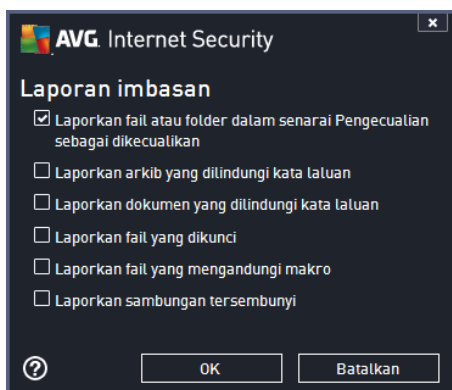 AVG. Internet Security
Laporan imbasan
Laporkan fail atau folder dalam senarai Pengecualian
sebagai dikecualikan
Laporkan arkib yang dilindungi kata laluan
Laporkan dokumen yang dilindungi kata laluan
Laporkan fail yang dikunci
Laporkan fail yang mengandungi makro
Laporkan sambungan tersembunyi
OK
Batalkan